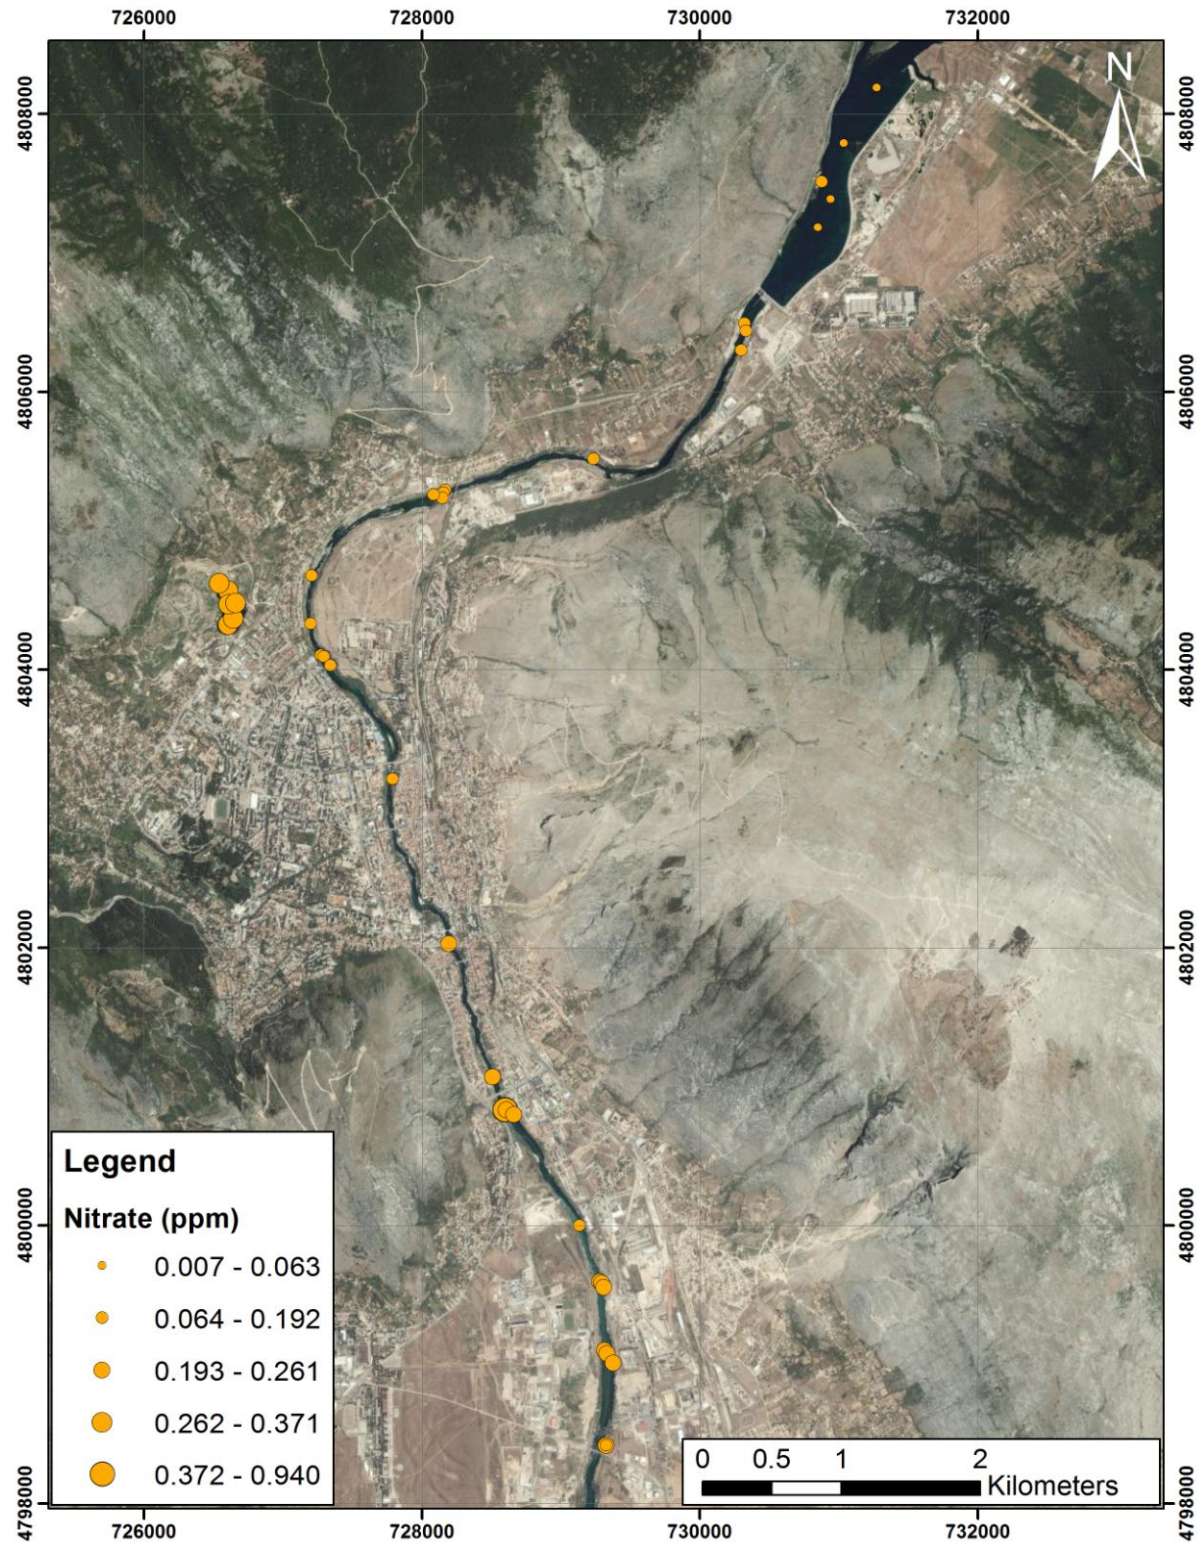 726000 728000 730000 732000
N
4808000 4808000
4806000 4806000
4804000 4804000
4802000 4802000
4800000 4800000
4798000 4798000
Legend
Nitrate (ppm)
0.007 - 0.063
0.064 - 0.192
0.193 - 0.261
0.262 - 0.371
0.372 - 0.940
0 0.5 1 2
Kilometers
726000 728000 730000 732000